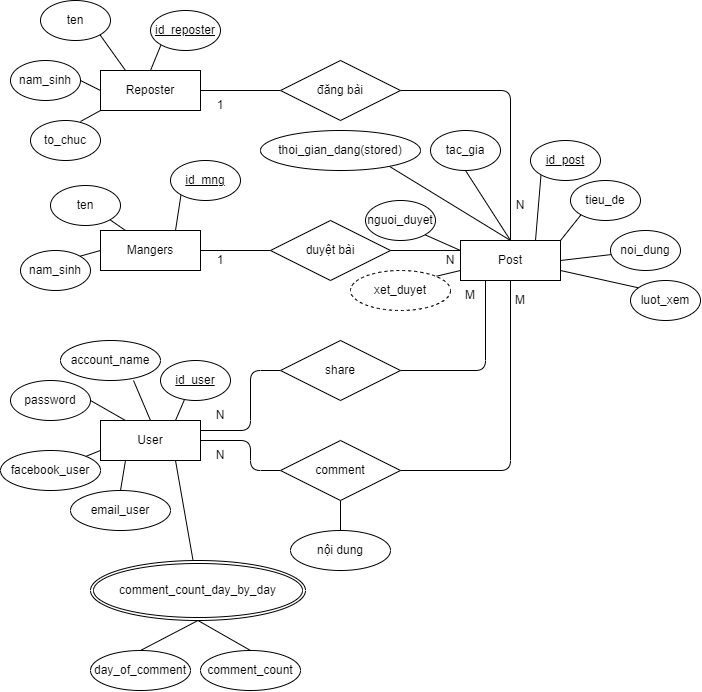 ten
id_reposter
nam_sinh
Reposter
1
đăng bài
to_chuc
thoi_gian_dang(stored)
tac_gia
id_post
id_mng
ten
tieu_de
N
nguoi_duyet
Mangers
1
duyệt bài
N
Post
noi_dung
nam_sinh
xet_duyet
M
M
luot_xem
account_name
id_user
share
password
N
User
N
facebook_user
comment
email_user
nội dung
comment_count_day_by_day
day_of_comment
comment_count